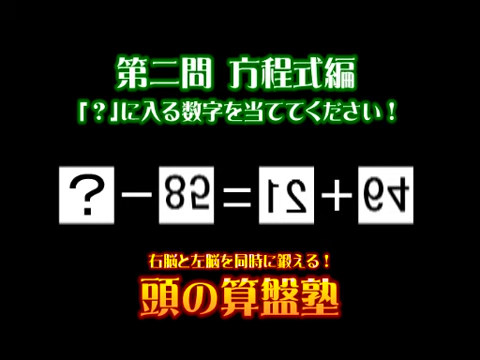 第二問 方程式編
「?」に入る数字を当ててください!
?-58=21+49
右脳と左脳を同時に鍛える!
頭の算盤塾